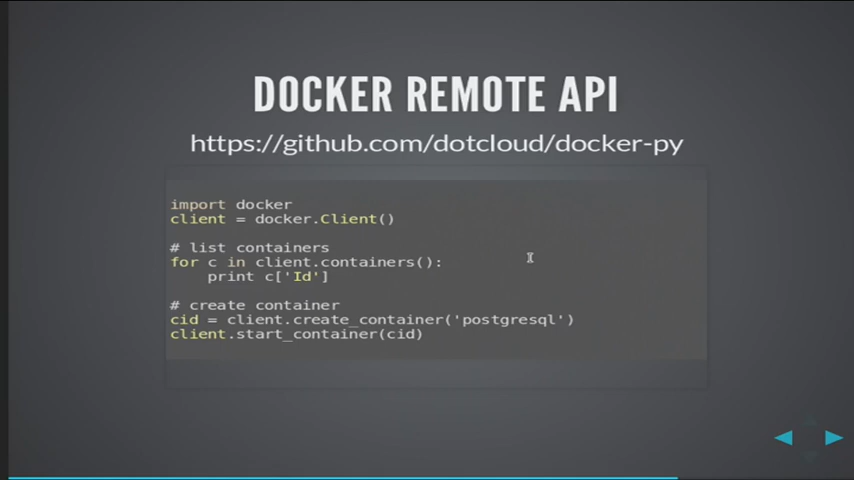 DOCKER REMOTE API
https://github.com/dotcloud/docker-py
import docker
client = docker.Client()
# list containers
for c in client.containers():
    print c['Id']
# create container
cid = client.create_container('postgresql')
client.start_container(cid)